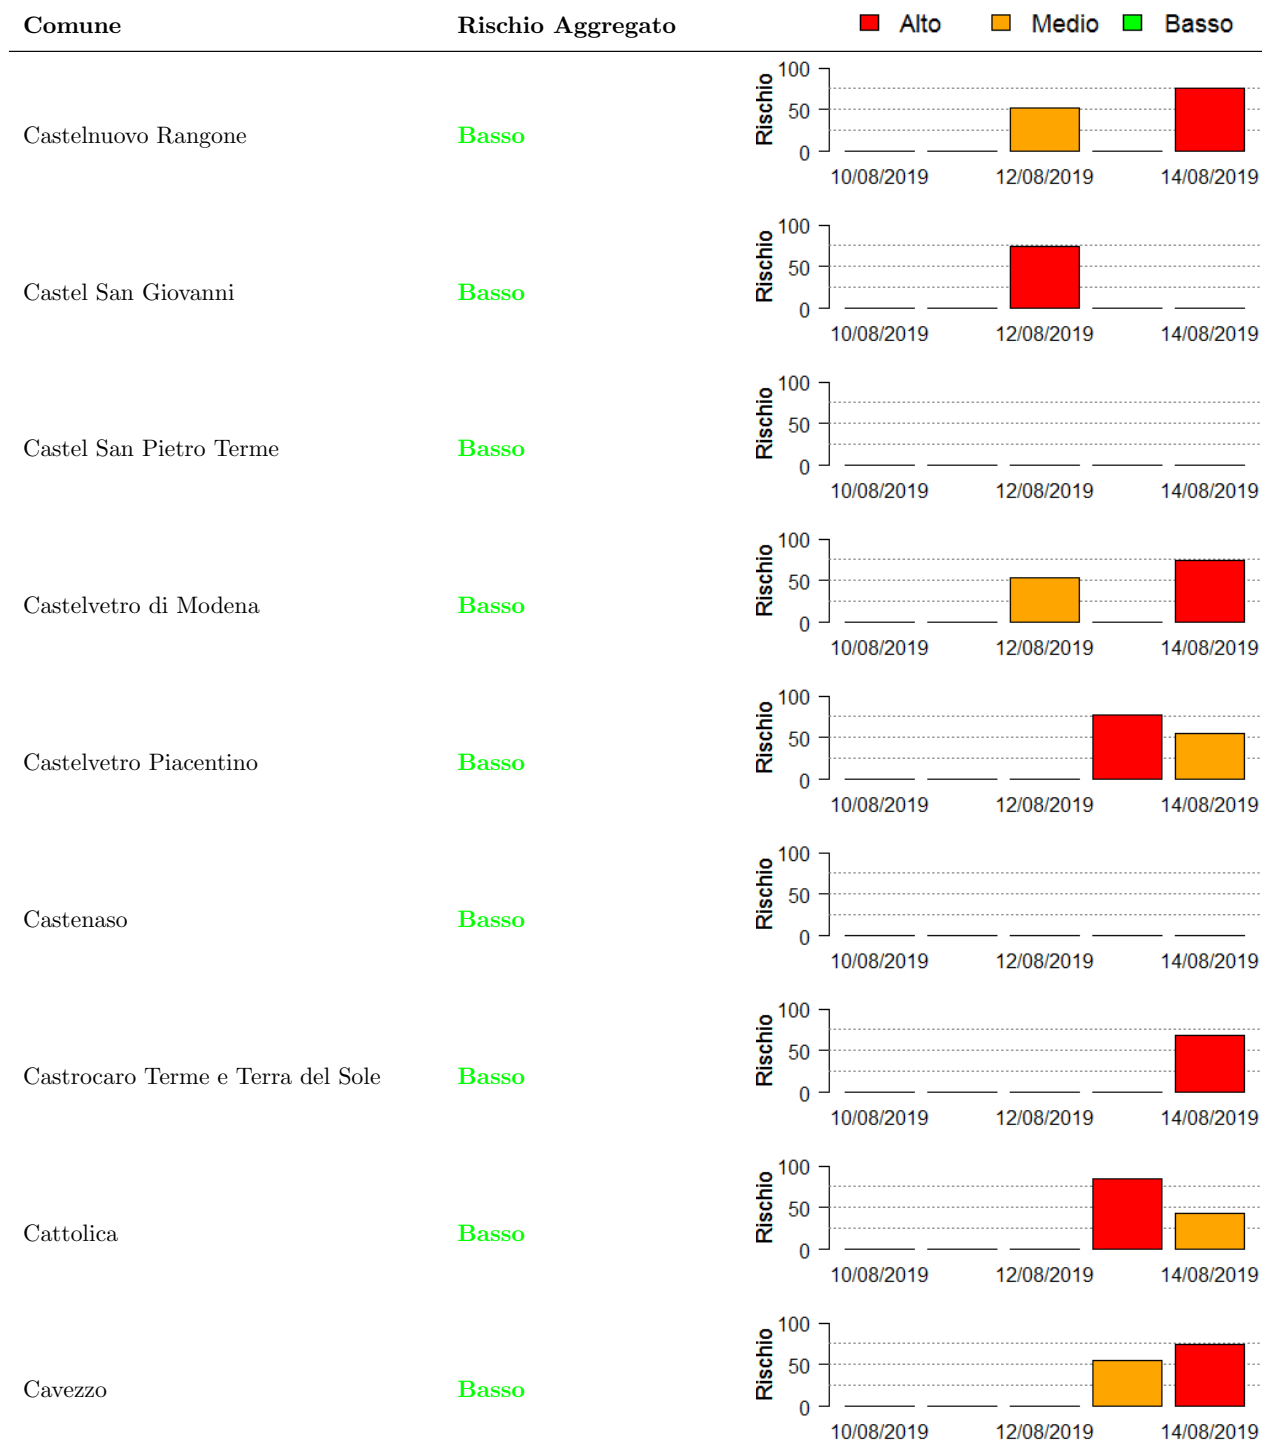 Comune Rischio Aggregato Alto Medio Basso
Castelnuovo Rangone Basso
Rischio
100
50
0
10/08/2019 12/08/2019 14/08/2019
Castel San Giovanni Basso
Rischio
100
50
0
10/08/2019 12/08/2019 14/08/2019
Castel San Pietro Terme Basso
Rischio
100
50
0
10/08/2019 12/08/2019 14/08/2019
Castelvetro di Modena Basso
Rischio
100
50
0
10/08/2019 12/08/2019 14/08/2019
Castelvetro Piacentino Basso
Rischio
100
50
0
10/08/2019 12/08/2019 14/08/2019
Castenaso Basso
Rischio
100
50
0
10/08/2019 12/08/2019 14/08/2019
Castrocaro Terme e Terra del Sole Basso
Rischio
100
50
0
10/08/2019 12/08/2019 14/08/2019
Cattolica Basso
Rischio
100
50
0
10/08/2019 12/08/2019 14/08/2019
Cavezzo Basso
Rischio
100
50
0
10/08/2019 12/08/2019 14/08/2019